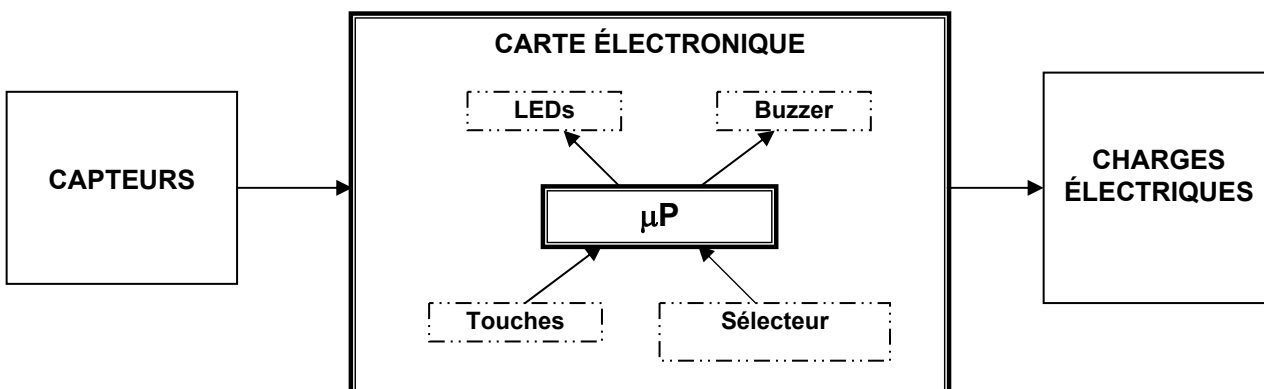 CARTE ÉLECTRONIQUE
LEDs
Buzzer
CAPTEURS
CHARGES
ÉLECTRIQUES
µP
Touches
Sélecteur